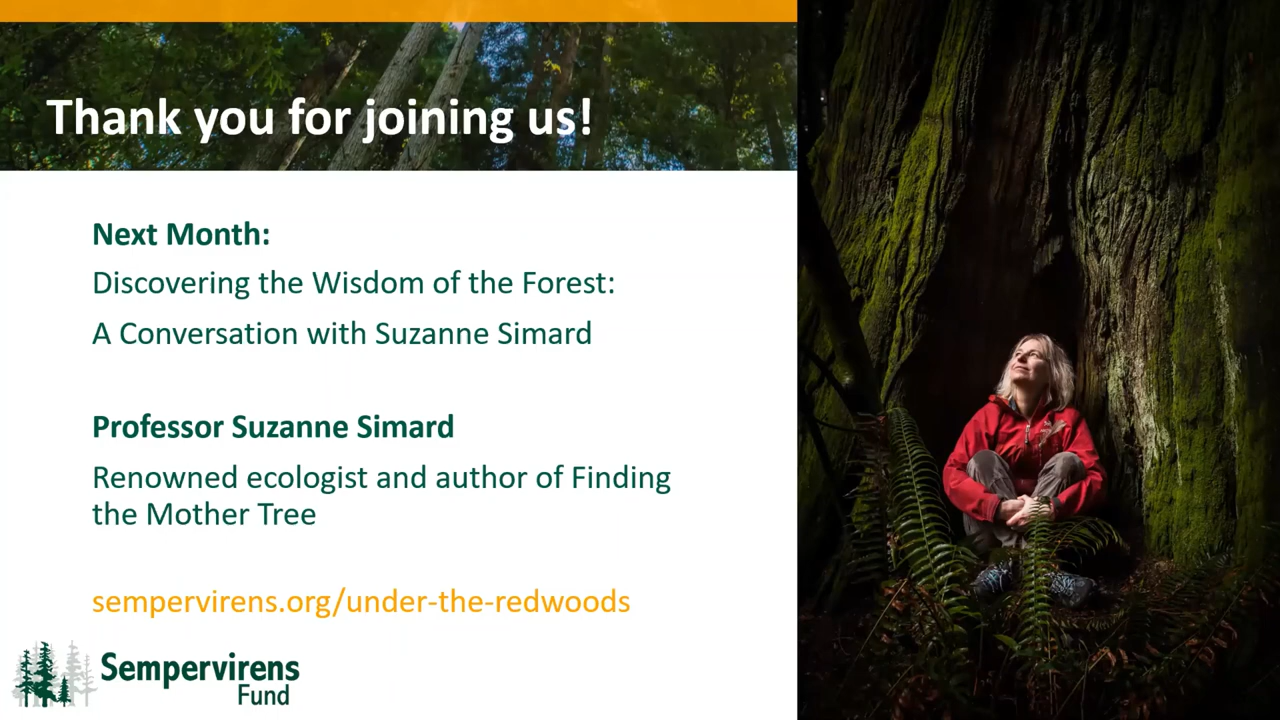 Thank you for joining us!
Next Month:
Discovering the Wisdom of the Forest:
A Conversation with Suzanne Simard
Professor Suzanne Simard
Renowned ecologist and author of Finding
the Mother Tree
sempervirens.org/under-the-redwoods
Sempervirens
Fund